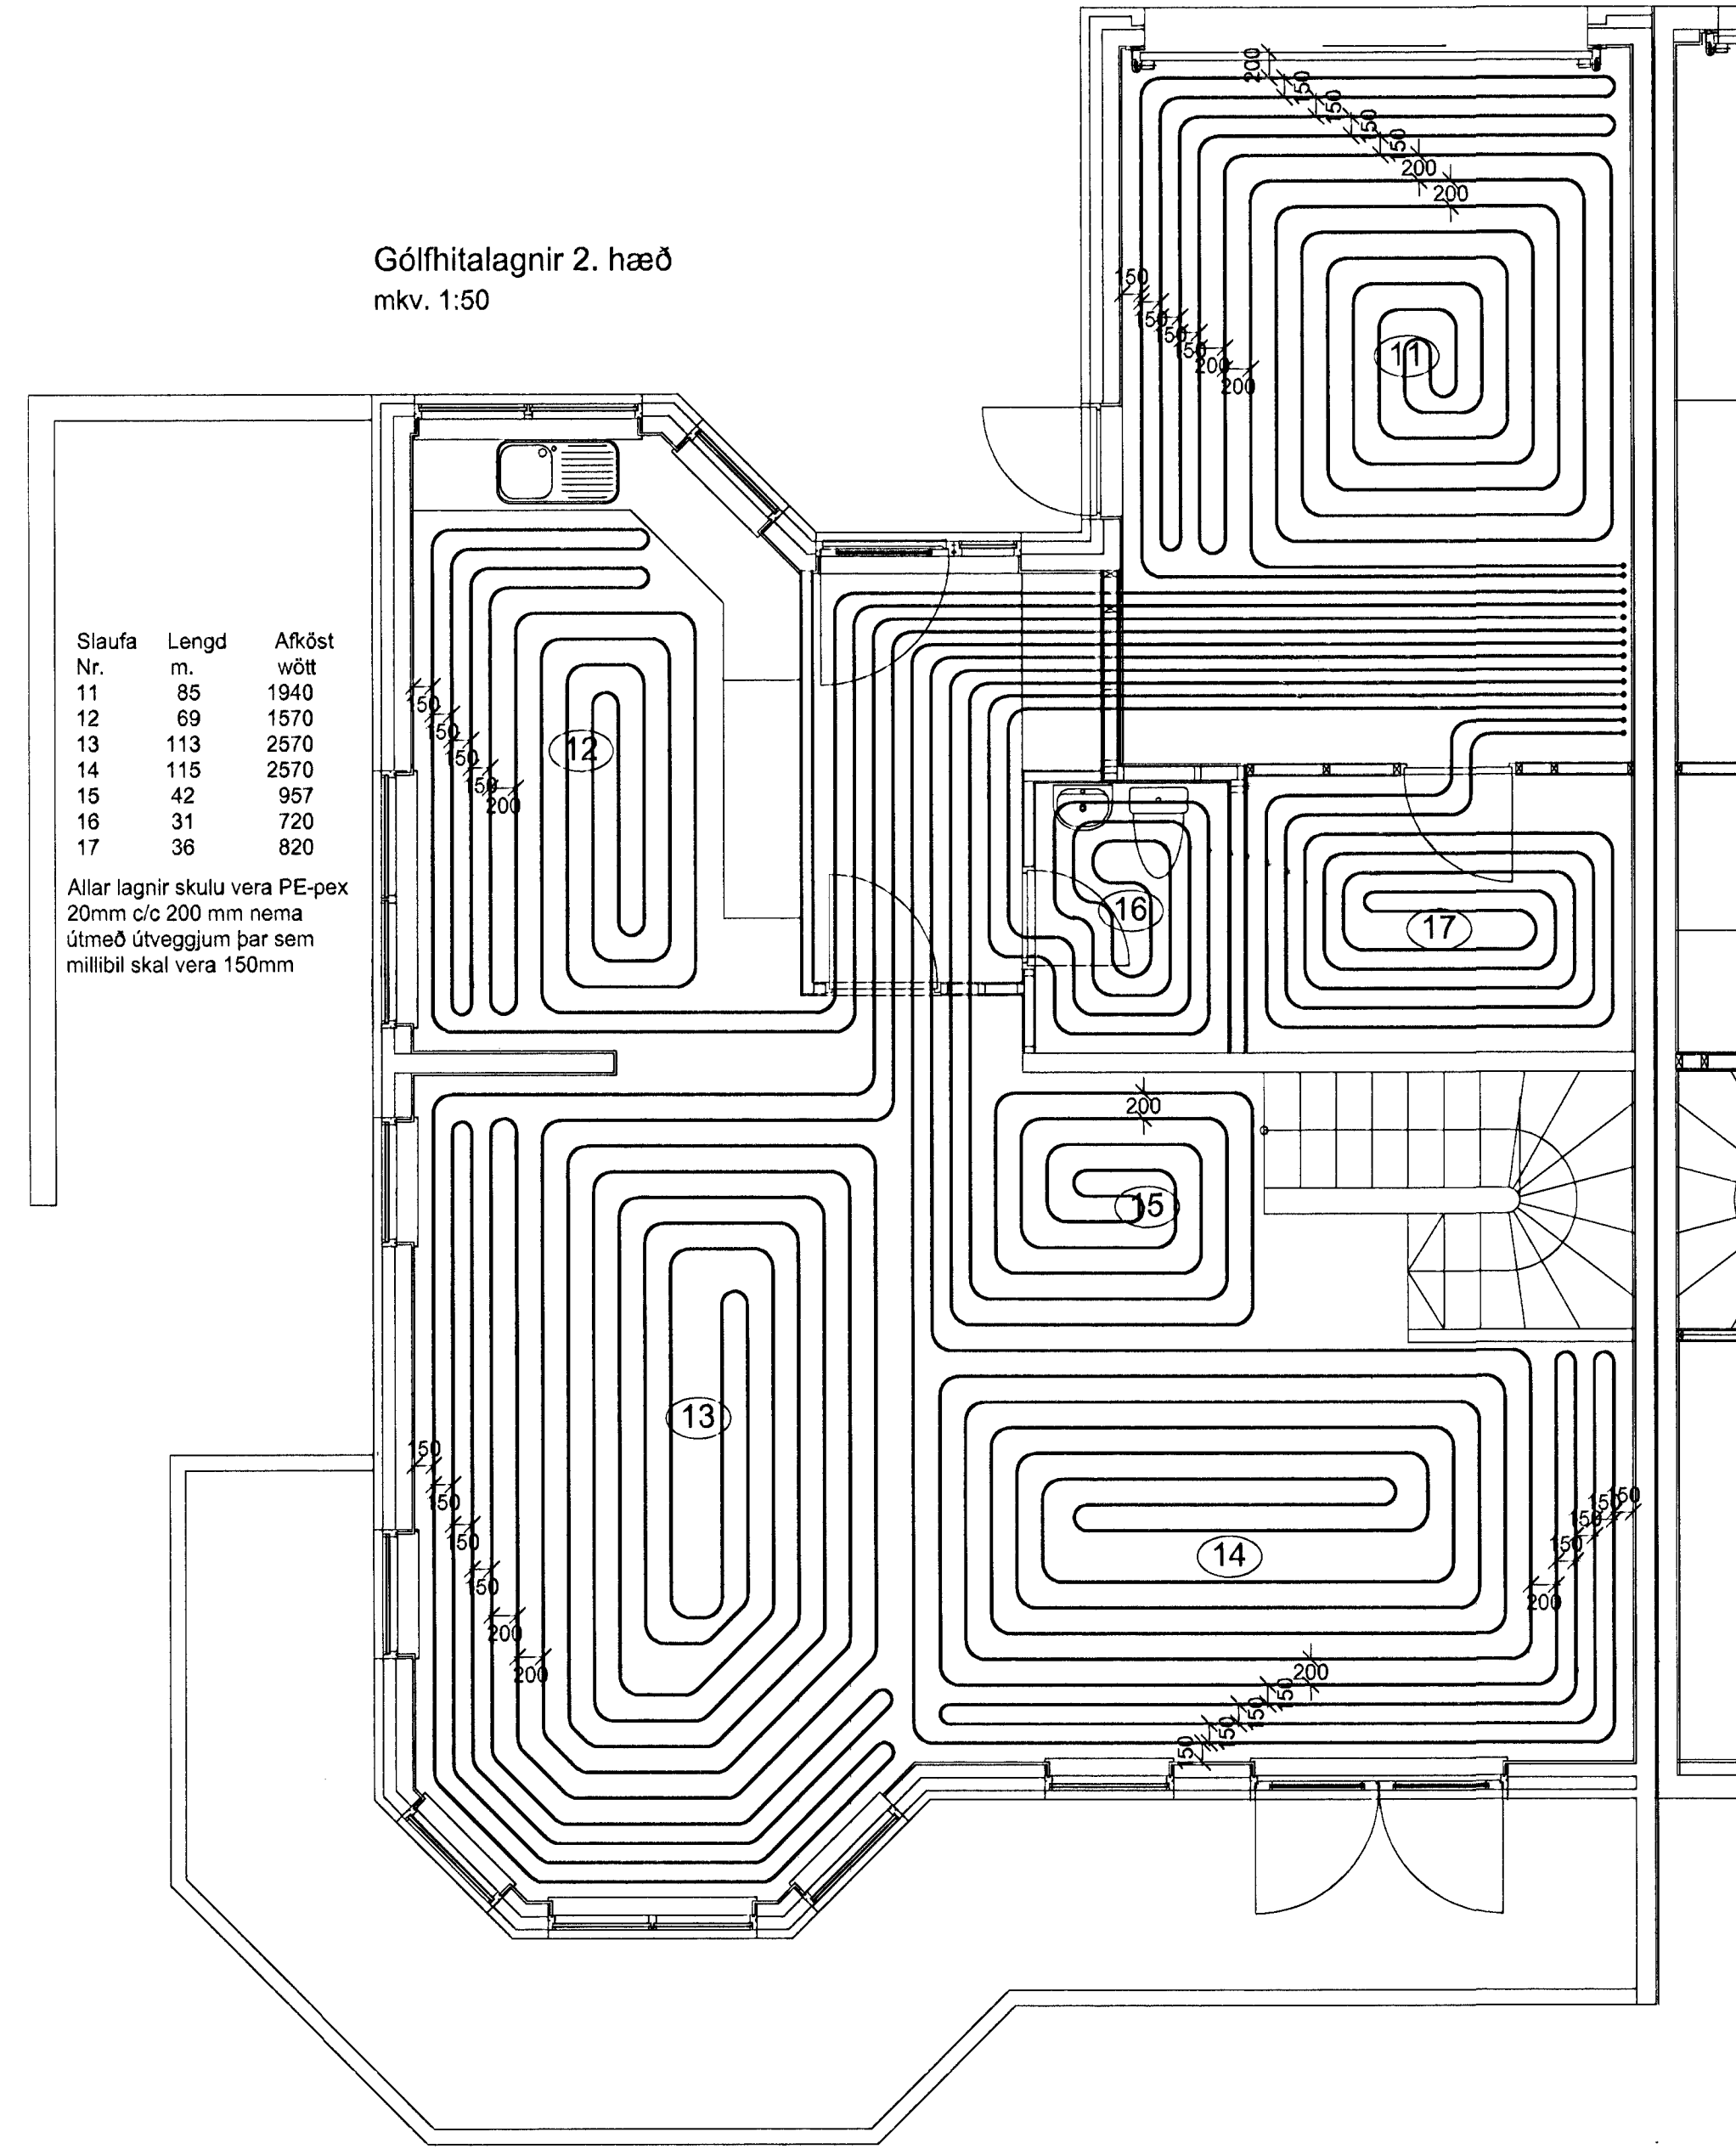 Gólfhitalagnir 2. hæð
mkv. 1:50
Slaufa Lengd Afköst
Nr. m. wött
11 85 1940
12 69 1570
13 113 2570
14 115 2570
15 42 957
16 31 720
17 36 820
Allar lagnir skulu vera PE-pex
20mm c/c 200 mm nema
útmeð útveggjum þar sem
millibil skal vera 150mm
200
150
150
150
150
200
200
150
150
150
150
200
200
11
150
150
150
150
200
12
16
17
200
15
13
150
150
150
150
200
200
14
150
150
150
150
200
200
150
150
150
150